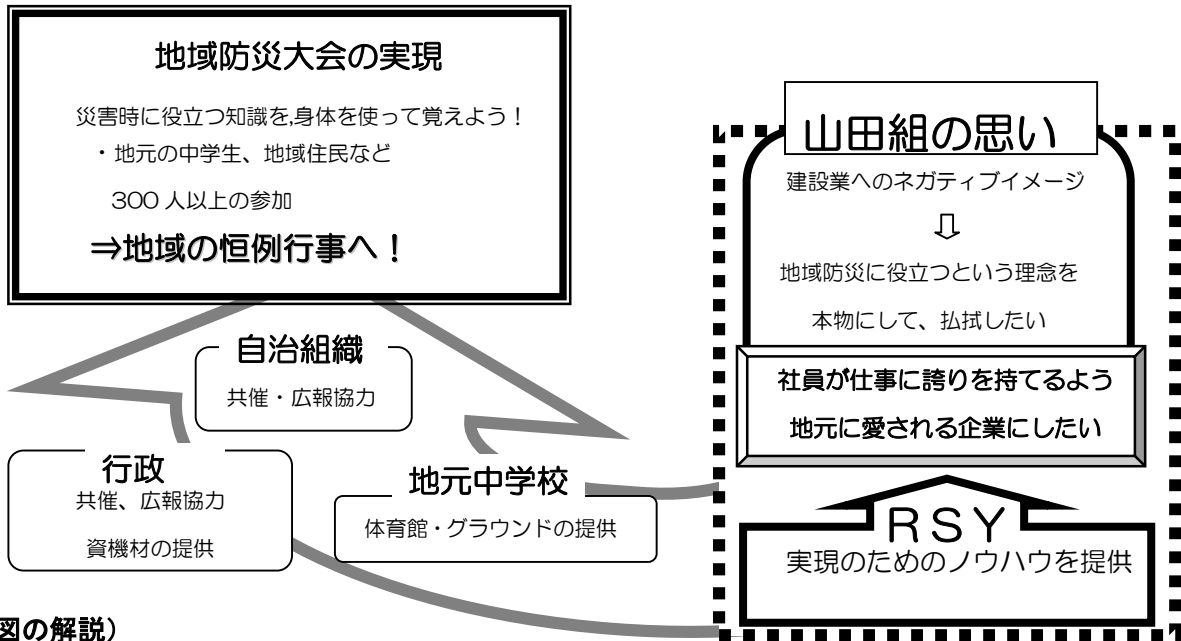 地域防災大会の実現
災害時に役立つ知識を,身体を使って覚えよう！
・地元の中学生、地域住民など
300 人以上の参加
⇒地域の恒例行事へ！
自治組織
共催・広報協力
行政
共催、広報協力
資機材の提供
地元中学校
体育館・グラウンドの提供
山田組の思い
建設業へのネガティブイメージ
⇩
地域防災に役立つという理念を
本物にして、払拭したい
社員が仕事に誇りを持てるよう
地元に愛される企業にしたい
ＲＳＹ
実現のためのノウハウを提供
図の解説）